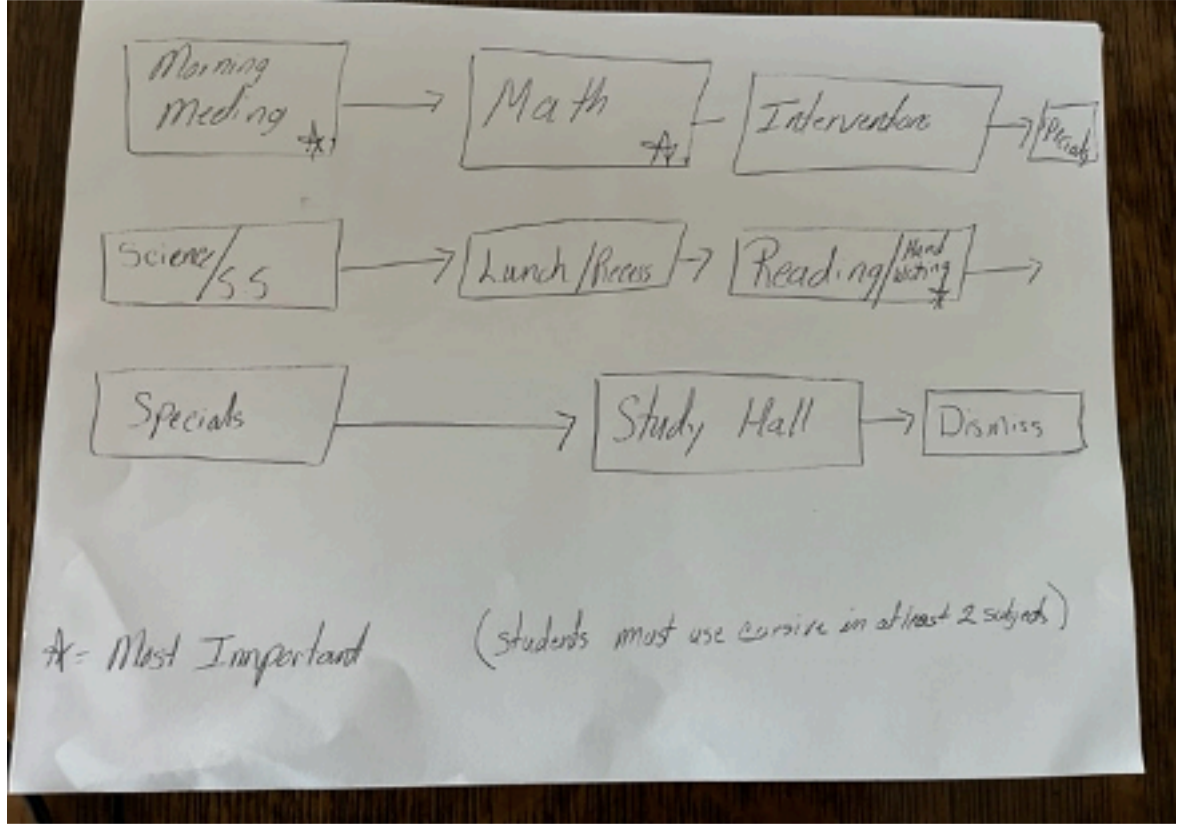 Morning
Meeting ☆
Math ☆
Interventions
Specials
Science/
S.S
Lunch/Recess
Reading/Hand
Writing ☆
Specials
Study Hall
Dismiss
☆ = Most Important
(students must use cursive in at least 2 subjects)